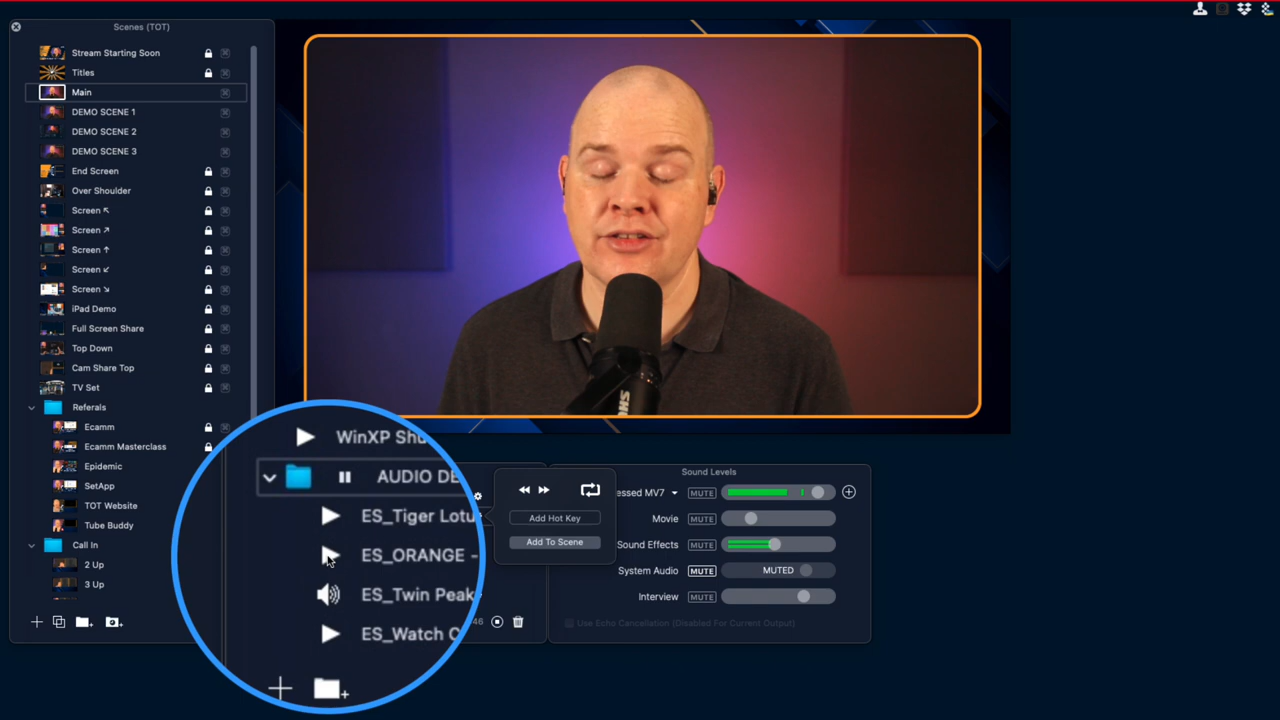 Scenes (TOT)
Stream Starting Soon
Titles
Main
DEMO SCENE 1
DEMO SCENE 2
DEMO SCENE 3
End Screen
Over Shoulder
Screen ↖
Screen ↗
Screen ↑
Screen ↙
Screen ↘
iPad Demo
Full Screen Share
Top Down
Cam Share Top
TV Set
Referals
Ecamm
Ecamm Masterclass
Epidemic
SetApp
TOT Website
Tube Buddy
Call In
2 Up
3 Up
WinXP Shu
AUDIO DE
ES_Tiger Lotu
ES_ORANGE -
ES_Twin Peak
ES_Watch
46
Add Hot Key
Add To Scene
Sound Levels
essed MV7 MUTE
Movie MUTE
Sound Effects MUTE
System Audio MUTE MUTED
Interview MUTE
Use Echo Cancellation (Disabled For Current Output)
SHU